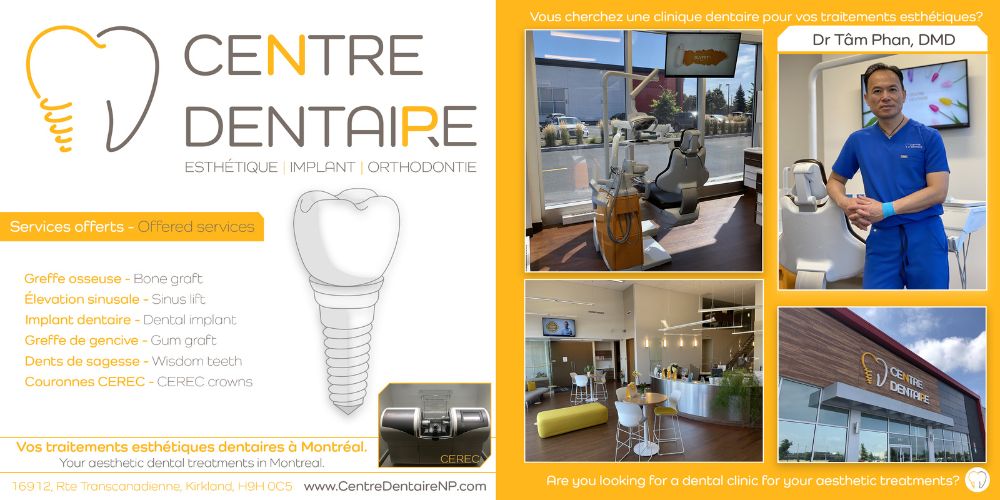 CENTRE
DENTAIRE
ESTHÉTIQUE | IMPLANT | ORTHODONTIE
Services offerts - Offered services
Greffe osseuse - Bone graft
Élevation sinusale - Sinus lift
Implant dentaire - Dental implant
Greffe de gencive - Gum graft
Dents de sagesse - Wisdom teeth
Couronnes CEREC - CEREC crowns
CEREC
Vos traitements esthétiques dentaires à Montréal.
Your aesthetic dental treatments in Montreal.
16912, Rte Transcanadienne, Kirkland, H9H 0C5 www.CentreDentaireNP.com
Vous cherchez une clinique dentaire pour vos traitements esthétiques?
Dr Tâm Phan, DMD
CENTRE
DENTAIRE
Are you looking for a dental clinic for your aesthetic treatments?